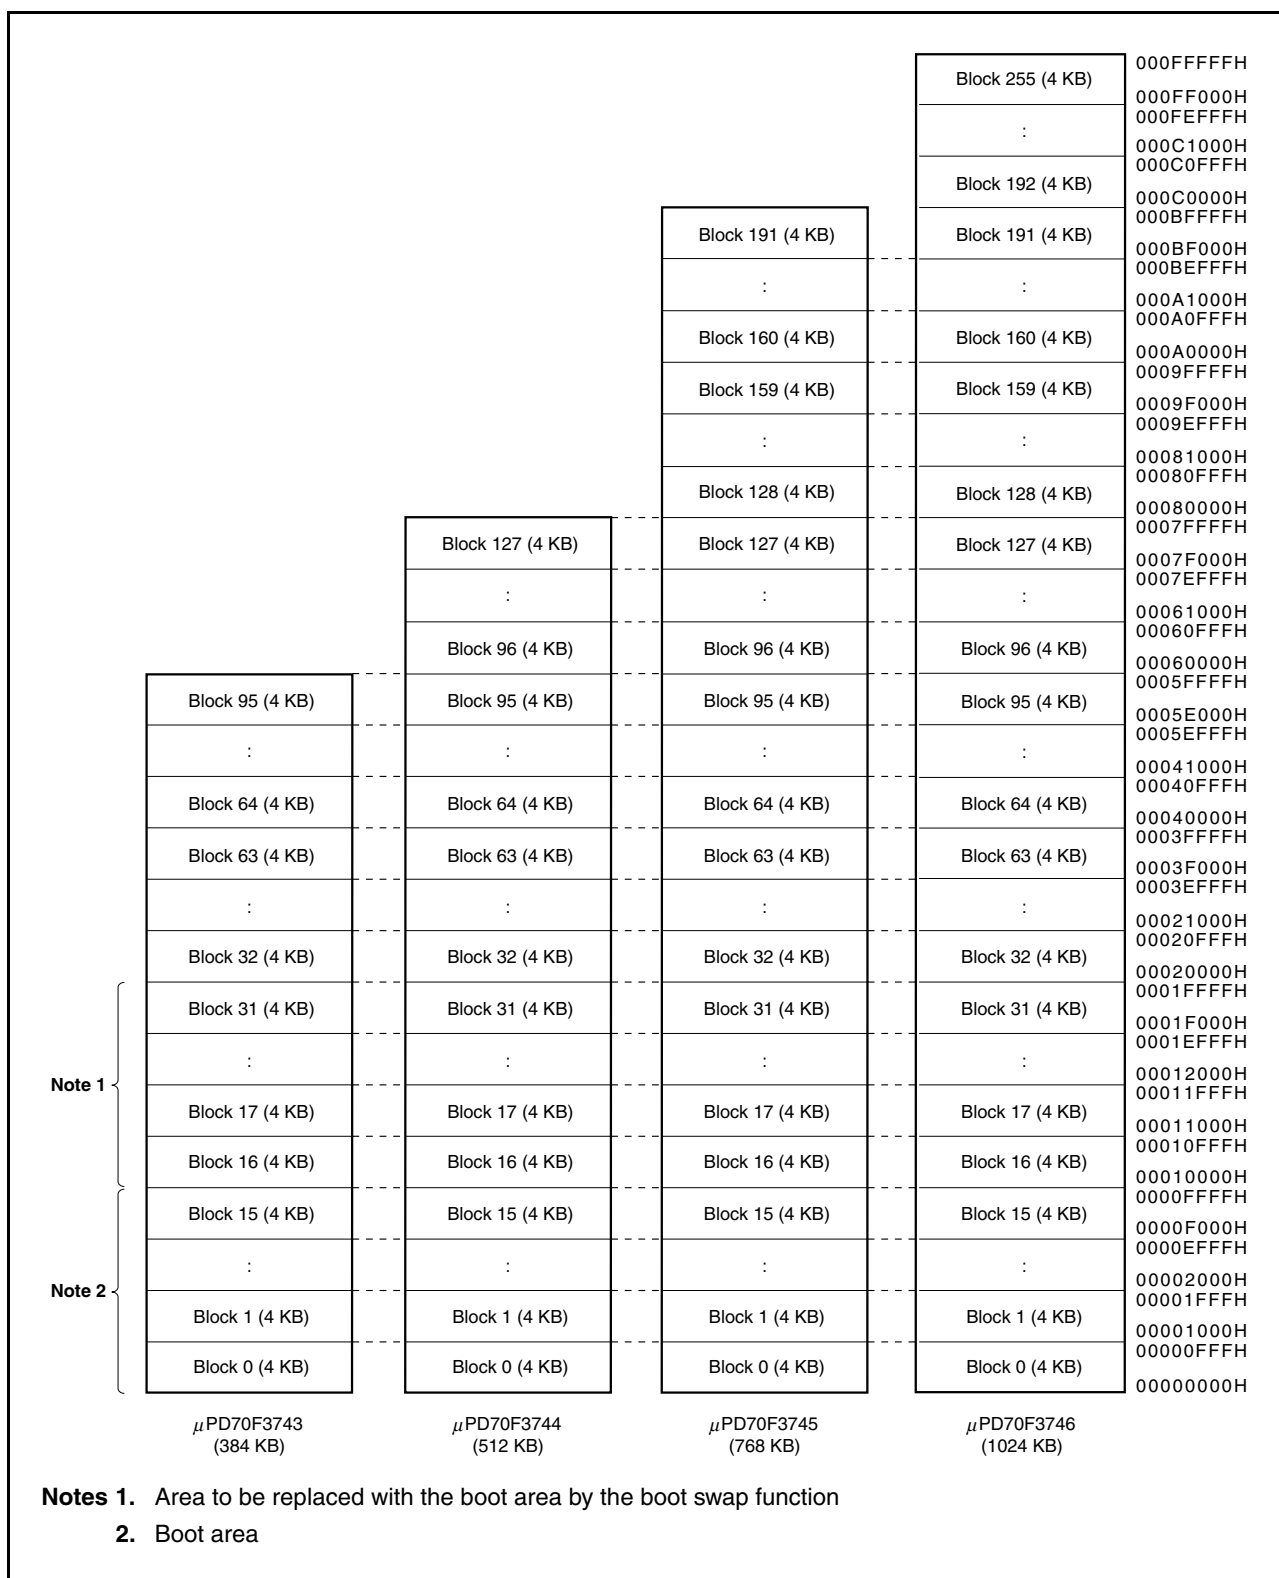 Block 255 (4 KB) 000FFFFFH
000FF000H
000FEFFFH
:
000C1000H
000C0FFFH
Block 192 (4 KB)
000C0000H
000BFFFFH
Block 191 (4 KB) Block 191 (4 KB)
000BF000H
000BEFFFH
: :
000A1000H
000A0FFFH
Block 160 (4 KB) Block 160 (4 KB)
000A0000H
0009FFFFH
Block 159 (4 KB) Block 159 (4 KB)
0009F000H
0009EFFFH
: :
00081000H
00080FFFH
Block 128 (4 KB) Block 128 (4 KB)
00080000H
0007FFFFH
Block 127 (4 KB) Block 127 (4 KB) Block 127 (4 KB)
0007F000H
0007EFFFH
: : :
00061000H
00060FFFH
Block 96 (4 KB) Block 96 (4 KB) Block 96 (4 KB)
00060000H
0005FFFFH
Block 95 (4 KB) Block 95 (4 KB) Block 95 (4 KB) Block 95 (4 KB)
0005E000H
0005EFFFH
: : : :
00041000H
00040FFFH
Block 64 (4 KB) Block 64 (4 KB) Block 64 (4 KB) Block 64 (4 KB)
00040000H
0003FFFFH
Block 63 (4 KB) Block 63 (4 KB) Block 63 (4 KB) Block 63 (4 KB)
0003F000H
0003EFFFH
: : : :
00021000H
00020FFFH
Block 32 (4 KB) Block 32 (4 KB) Block 32 (4 KB) Block 32 (4 KB)
00020000H
0001FFFFH
Block 31 (4 KB) Block 31 (4 KB) Block 31 (4 KB) Block 31 (4 KB)
0001F000H
0001EFFFH
: : : :
00012000H
Note 1
00011FFFH
Block 17 (4 KB) Block 17 (4 KB) Block 17 (4 KB) Block 17 (4 KB)
00011000H
00010FFFH
Block 16 (4 KB) Block 16 (4 KB) Block 16 (4 KB) Block 16 (4 KB)
00010000H
0000FFFFH
Block 15 (4 KB) Block 15 (4 KB) Block 15 (4 KB) Block 15 (4 KB)
0000F000H
0000EFFFH
: : : :
00002000H
Note 2
00001FFFH
Block 1 (4 KB) Block 1 (4 KB) Block 1 (4 KB) Block 1 (4 KB)
00001000H
00000FFFH
Block 0 (4 KB) Block 0 (4 KB) Block 0 (4 KB) Block 0 (4 KB)
00000000H
μPD70F3743 μPD70F3744 μPD70F3745 μPD70F3746
(384 KB) (512 KB) (768 KB) (1024 KB)
Notes 1. Area to be replaced with the boot area by the boot swap function
2. Boot area